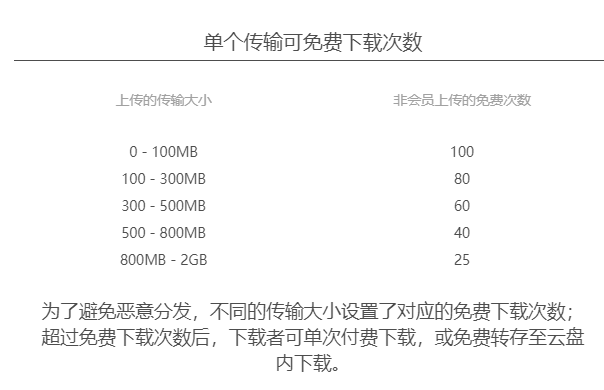 单个传输可免费下载次数
上传的传输大小 非会员上传的免费次数
0 - 100MB 100
100 - 300MB 80
300 - 500MB 60
500 - 800MB 40
800MB - 2GB 25
为了避免恶意分发，不同的传输大小设置了对应的免费下载次数；
超过免费下载次数后，下载者可单次付费下载，或免费转存至云盘
内下载。